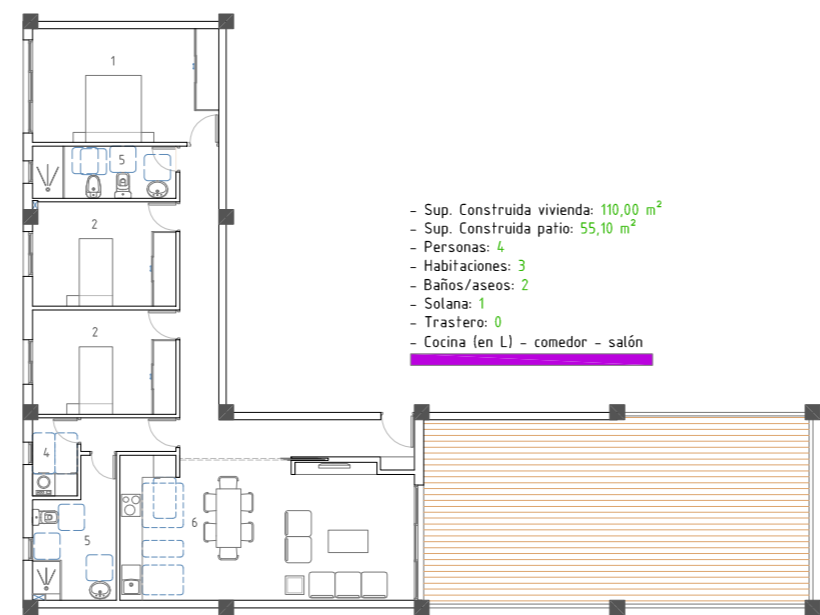 1
5
2
2
4
5
6
- Sup. Construida vivienda: 110,00 m²
- Sup. Construida patio: 55,10 m²
- Personas: 4
- Habitaciones: 3
- Baños/aseos: 2
- Solana: 1
- Trastero: 0
- Cocina (en L) - comedor - salón